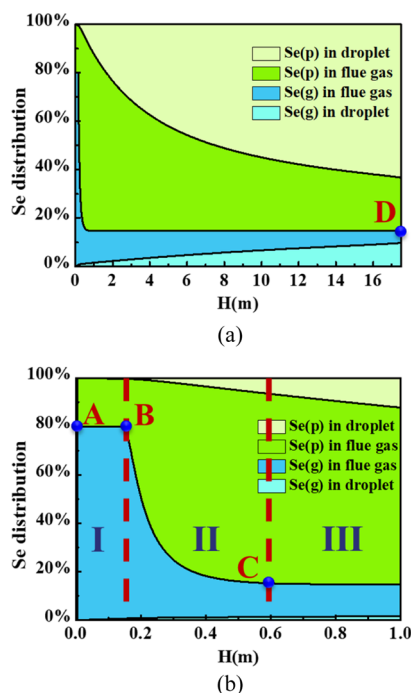 100%
80%
60%
40%
20%
0%
Se distribution
Se(p) in droplet
Se(p) in flue gas
Se(g) in flue gas
Se(g) in droplet
D
0 2 4 6 8 10 12 14 16
H(m)
(a)
100%
80%
60%
40%
20%
0%
Se distribution
A
B
Se(p) in droplet
Se(p) in flue gas
Se(g) in flue gas
Se(g) in droplet
I
II
III
C
0.0 0.2 0.4 0.6 0.8 1.0
H(m)
(b)